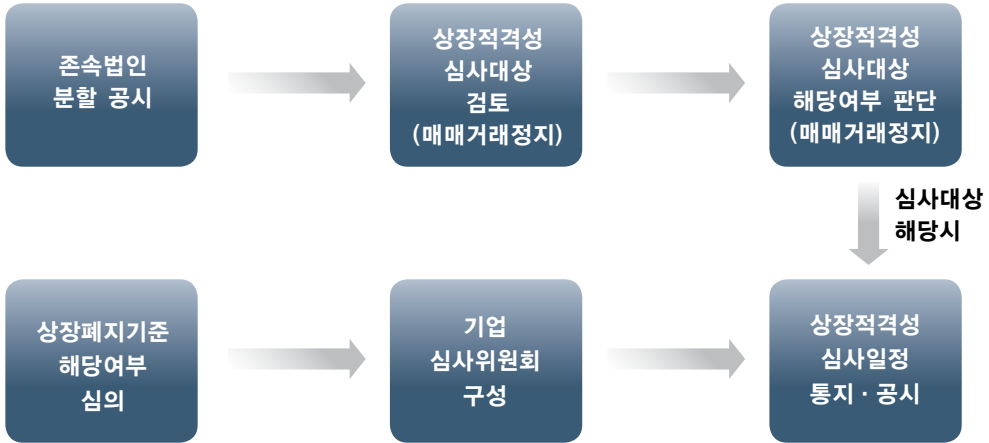 존속법인
분할 공시
상장적격성
심사대상
검토
(매매거래정지)
상장적격성
심사대상
해당여부 판단
(매매거래정지)
심사대상
해당시
상장폐지기준
해당여부
심의
기업
심사위원회
구성
상장적격성
심사일정
통지 · 공시